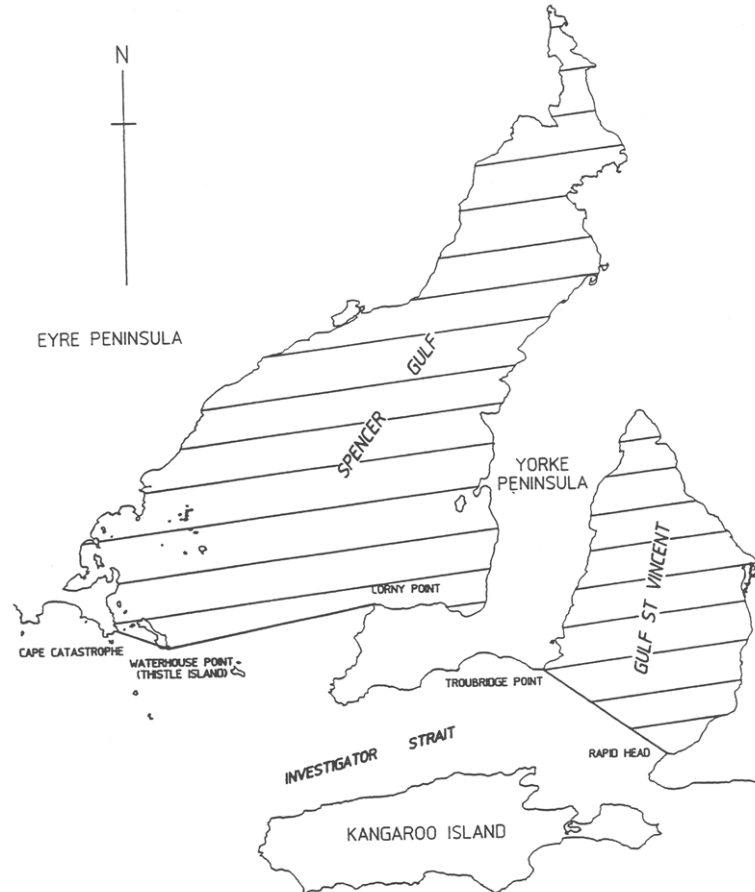 N
EYRE PENINSULA
SPENCER GULF
YORKE
PENINSULA
GULF ST VINCENT
CORNY POINT
CAPE CATASTROPHE
WATERHOUSE POINT
(THISTLE ISLAND)
TROUBRIDGE POINT
INVESTIGATOR STRAIT
RAPID HEAD
KANGAROO ISLAND